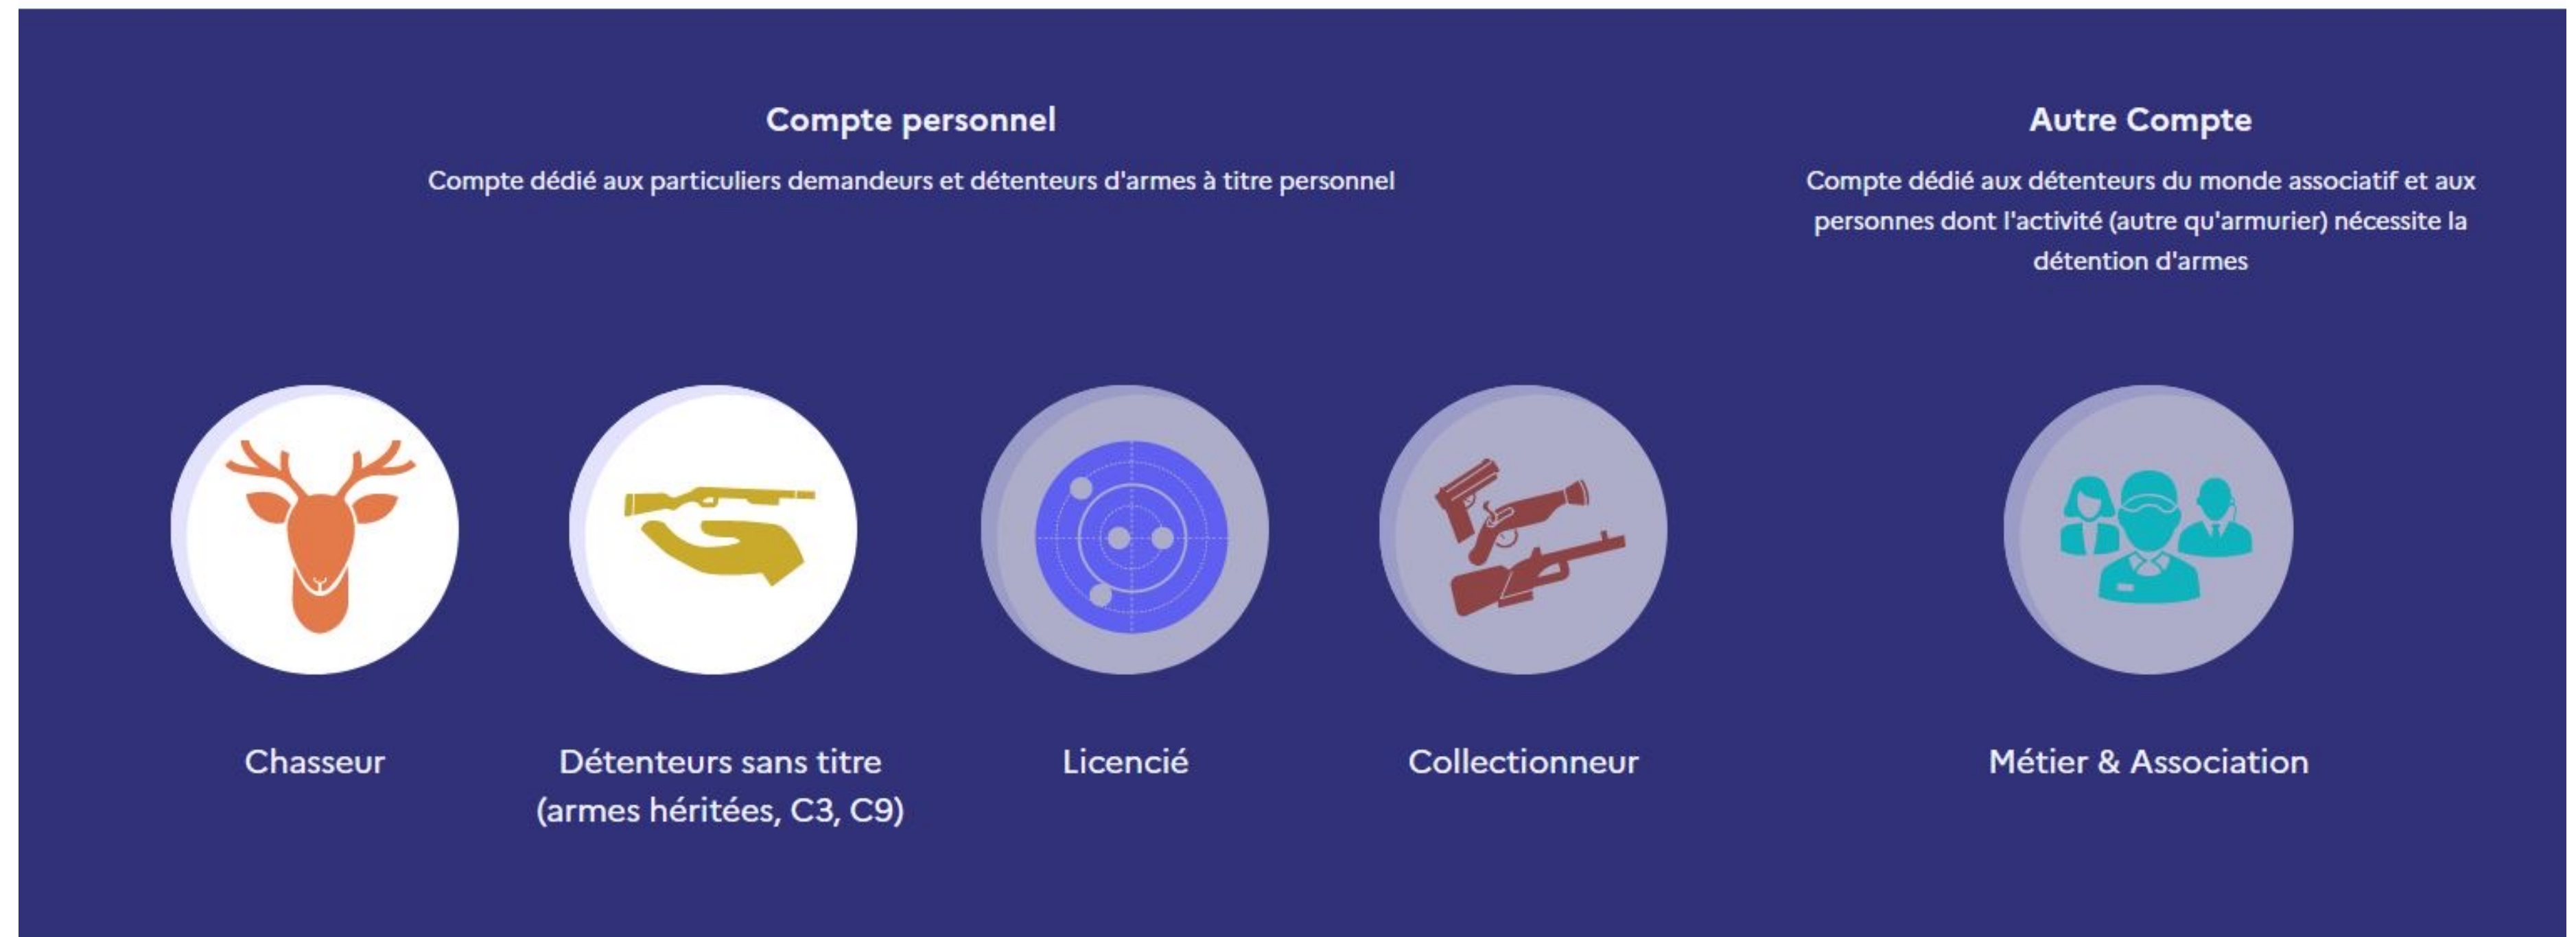 Compte personnel
Compte dédié aux particuliers demandeurs et détenteurs d'armes à titre personnel
Autre Compte
Compte dédié aux détenteurs du monde associatif et aux
personnes dont l'activité (autre qu'armurier) nécessite la
détention d'armes
Chasseur
Détenteurs sans titre
(armes héritées, C3, C9)
Licencié
Collectionneur
Métier & Association